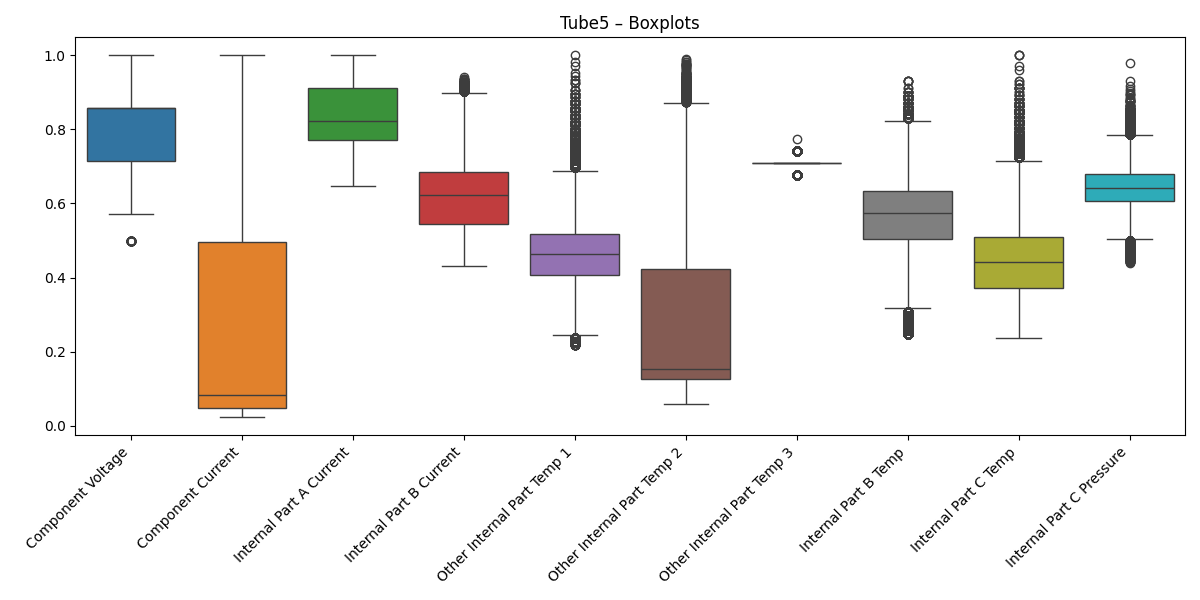 Tube5 – Boxplots
1.0
0.8
0.6
0.4
0.2
0.0
Component Voltage
Component Current
Internal Part A Current
Internal Part B Current
Other Internal Part Temp 1
Other Internal Part Temp 2
Other Internal Part Temp 3
Internal Part B Temp
Internal Part C Temp
Internal Part C Pressure